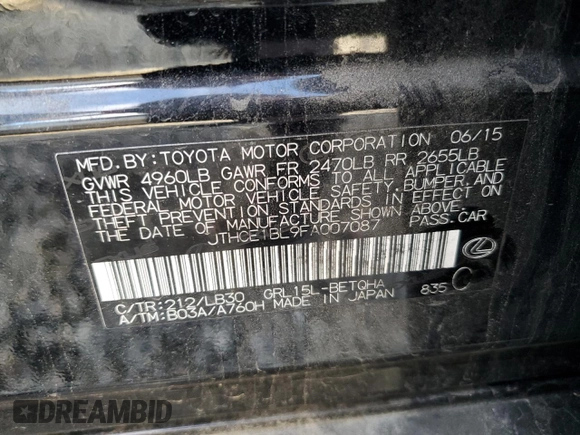 MFD.BY:TOYOTA MOTOR CORPORATION 06/15
GVWR 4960LB GAWR FR 2470LB RR 2655LB
THIS VEHICLE CONFORMS TO ALL APPLICABLE
FEDERAL MOTOR VEHICLE SAFETY,BUMPER,AND
THEFT PREVENTION STANDARDS IN EFFECT ON
THE DATE OF MANUFACTURE SHOWN ABOVE.
JTHCE1BL9FA007087 PASS.CAR
C/TR:212/LB30 GRL15L-BETQHA 835 C
A/TM:B03A/A760H MADE IN JAPAN
DREAMBID